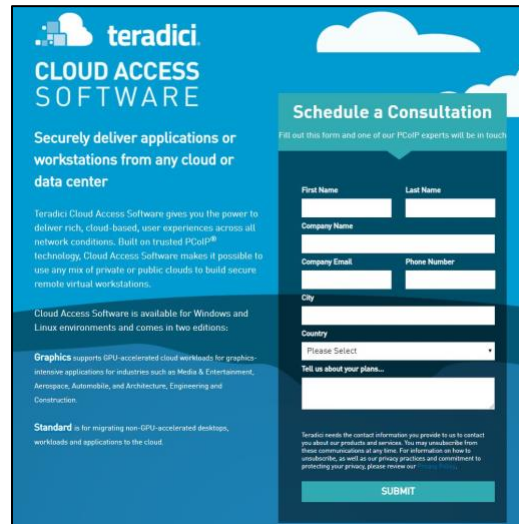 teradici.
CLOUD ACCESS
SOFTWARE
Securely deliver applications or
workstations from any cloud or
data center
Teradici Cloud Access Software gives you the power to
deliver rich, cloud-based, user experiences across all
network conditions. Built on trusted PCoIP®
technology, Cloud Access Software makes it possible to
use any mix of private or public clouds to build secure
remote virtual workstations.
Cloud Access Software is available for Windows and
Linux environments and comes in two editions:
Graphics supports GPU-accelerated cloud workloads for graphics-
intensive applications for industries such as Media & Entertainment,
Aerospace, Automobile, and Architecture, Engineering and
Construction.
Standard is for migrating non-GPU-accelerated desktops,
workloads and applications to the cloud.
Schedule a Consultation
Fill out this form and one of our PCoIP experts will be in touch
First Name Last Name
Company Name
Company Email Phone Number
City
Country
Please Select
Tell us about your plans...
Teradici needs the contact information you provide to us to contact
you about our products and services. You may unsubscribe from
these communications at any time. For information on how to
unsubscribe, as well as our privacy practices and commitment to
protecting your privacy, please review our Privacy Policy.
SUBMIT